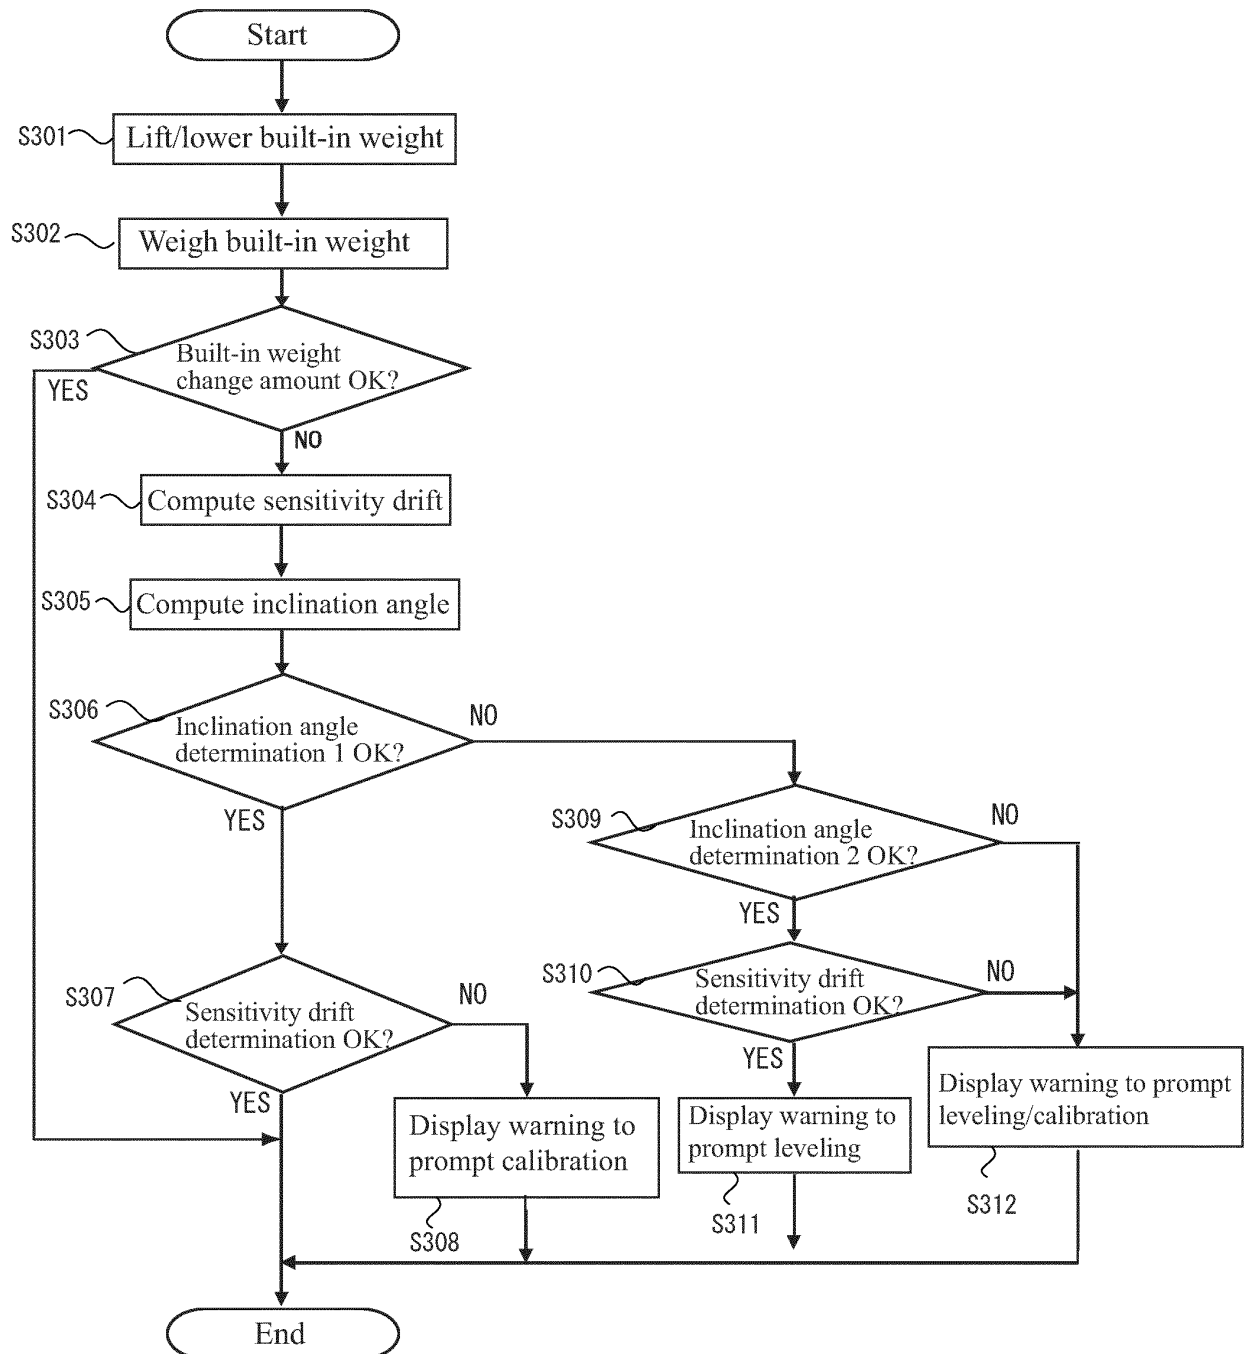 Start
S301
Lift/lower built-in weight
S302
Weigh built-in weight
S303
Built-in weight
change amount OK?
YES
NO
S304
Compute sensitivity drift
S305
Compute inclination angle
S306
Inclination angle
determination 1 OK?
NO
YES
S309
Inclination angle
determination 2 OK?
NO
YES
S307
Sensitivity drift
determination OK?
NO
YES
S310
Sensitivity drift
determination OK?
NO
YES
Display warning to
prompt calibration
S308
Display warning to
prompt leveling
S311
Display warning to prompt
leveling/calibration
S312
End